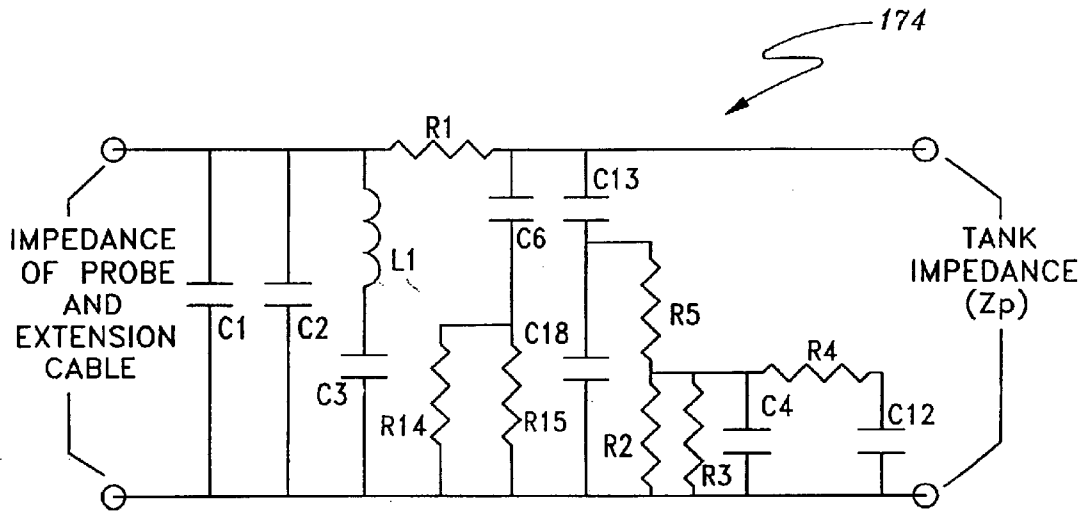 174
R1
C13
C6
IMPEDANCE
OF PROBE
AND
EXTENSION
CABLE
C1
C2
L1
C3
R14
R15
C18
R5
R2
R3
C4
R4
C12
TANK
IMPEDANCE
(Zp)